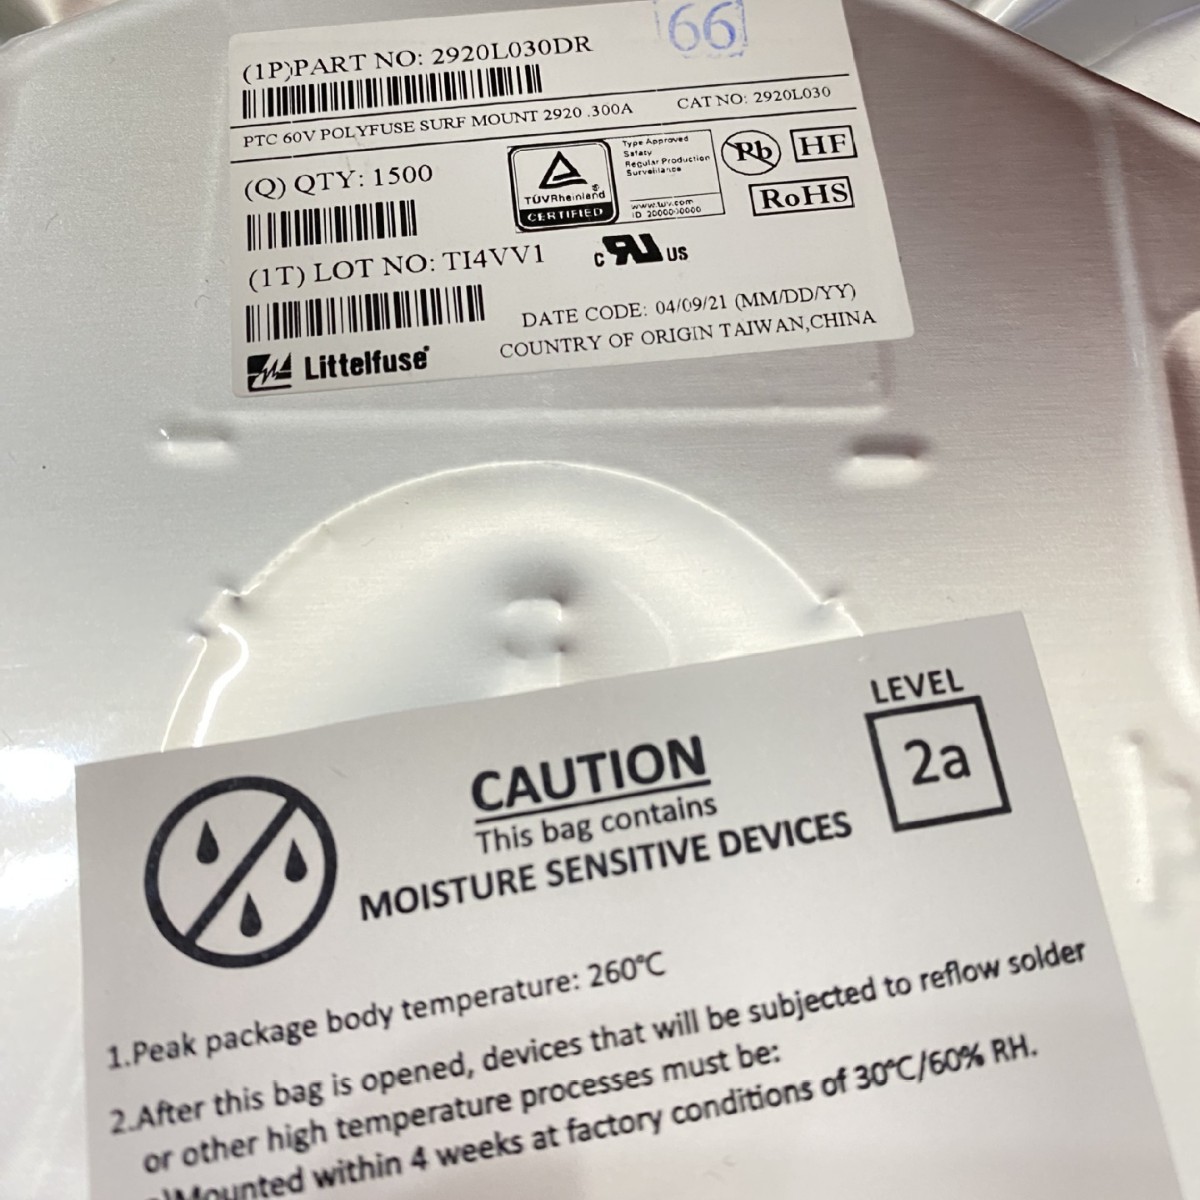 66
(1P)PART NO: 2920L030DR
PTC 60V POLYFUSE SURF MOUNT 2920 .300A CAT NO: 2920L030
(Q) QTY: 1500
TÜVRheinland®
CERTIFIED
Type Approved
Safety
Regular Production
Surveillance
www.tuv.com
ID
Pb
HF
RoHS
(1T) LOT NO: TI4VV1
C RU US
DATE CODE: 04/09/21 (MM/DD/YY)
COUNTRY OF ORIGIN TAIWAN,CHINA
Littelfuse®
LEVEL
2a
CAUTION
This bag contains
MOISTURE SENSITIVE DEVICES
1.Peak package body temperature: 260°C
2.After this bag is opened, devices that will be subjected to reflow solder
or other high temperature processes must be:
Mounted within 4 weeks at factory conditions of 30°C/60% RH.